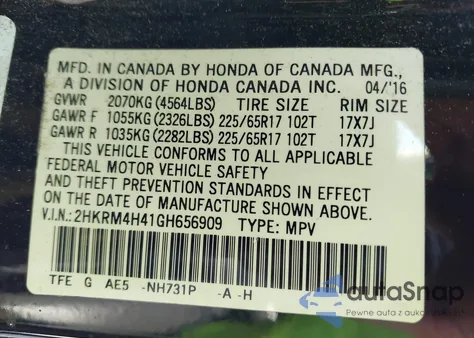 MFD. IN CANADA BY HONDA OF CANADA MFG.,
A DIVISION OF HONDA CANADA INC. 04/'16
GVWR 2070KG (4564LBS) TIRE SIZE RIM SIZE
GAWR F 1055KG (2326LBS) 225/65R17 102T 17X7J
GAWR R 1035KG (2282LBS) 225/65R17 102T 17X7J
THIS VEHICLE CONFORMS TO ALL APPLICABLE
FEDERAL MOTOR VEHICLE SAFETY
AND THEFT PREVENTION STANDARDS IN EFFECT
ON THE DATE OF MANUFACTURE SHOWN ABOVE.
V.I.N.: 2HKRM4H41GH656909 TYPE: MPV
TFE G AE5 -NH731P -A -H
autoSnap
Pewne auta z aukcji